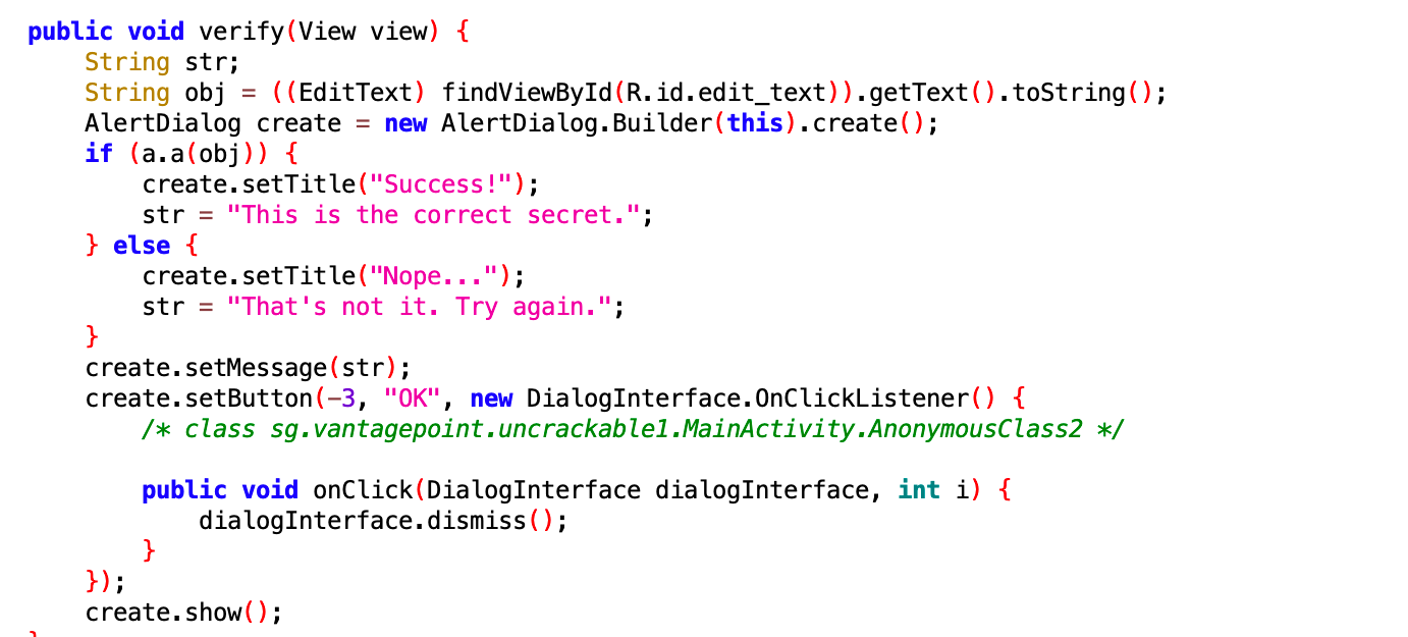 public void verify(View view) {
    String str;
    String obj = ((EditText) findViewById(R.id.edit_text)).getText().toString();
    AlertDialog create = new AlertDialog.Builder(this).create();
    if (a.a(obj)) {
        create.setTitle("Success!");
        str = "This is the correct secret.";
    } else {
        create.setTitle("Nope...");
        str = "That's not it. Try again.";
    }
    create.setMessage(str);
    create.setButton(-3, "OK", new DialogInterface.OnClickListener() {
        /* class sg.vantagepoint.uncrackable1.MainActivity.AnonymousClass2 */

        public void onClick(DialogInterface dialogInterface, int i) {
            dialogInterface.dismiss();
        }
    });
    create.show();
}